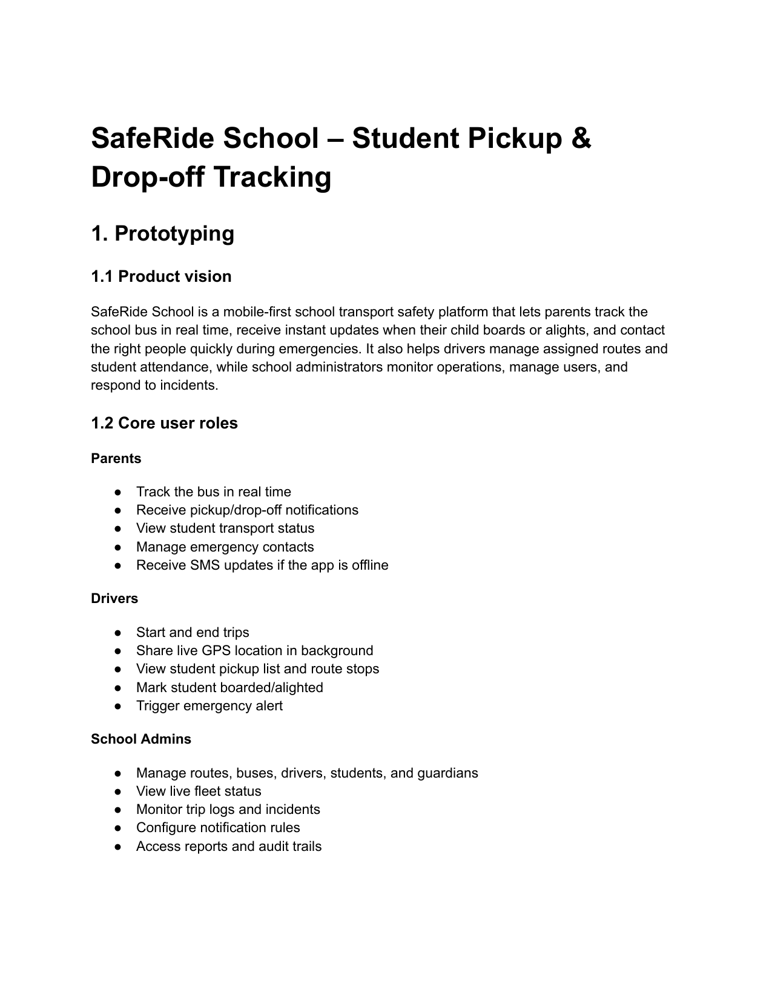 SafeRide School – Student Pickup &
Drop-off Tracking
1. Prototyping
1.1 Product vision
SafeRide School is a mobile-first school transport safety platform that lets parents track the
school bus in real time, receive instant updates when their child boards or alights, and contact
the right people quickly during emergencies. It also helps drivers manage assigned routes and
student attendance, while school administrators monitor operations, manage users, and
respond to incidents.
1.2 Core user roles
Parents
● Track the bus in real time
● Receive pickup/drop-off notifications
● View student transport status
● Manage emergency contacts
● Receive SMS updates if the app is offline
Drivers
● Start and end trips
● Share live GPS location in background
● View student pickup list and route stops
● Mark student boarded/alighted
● Trigger emergency alert
School Admins
● Manage routes, buses, drivers, students, and guardians
● View live fleet status
● Monitor trip logs and incidents
● Configure notification rules
● Access reports and audit trails